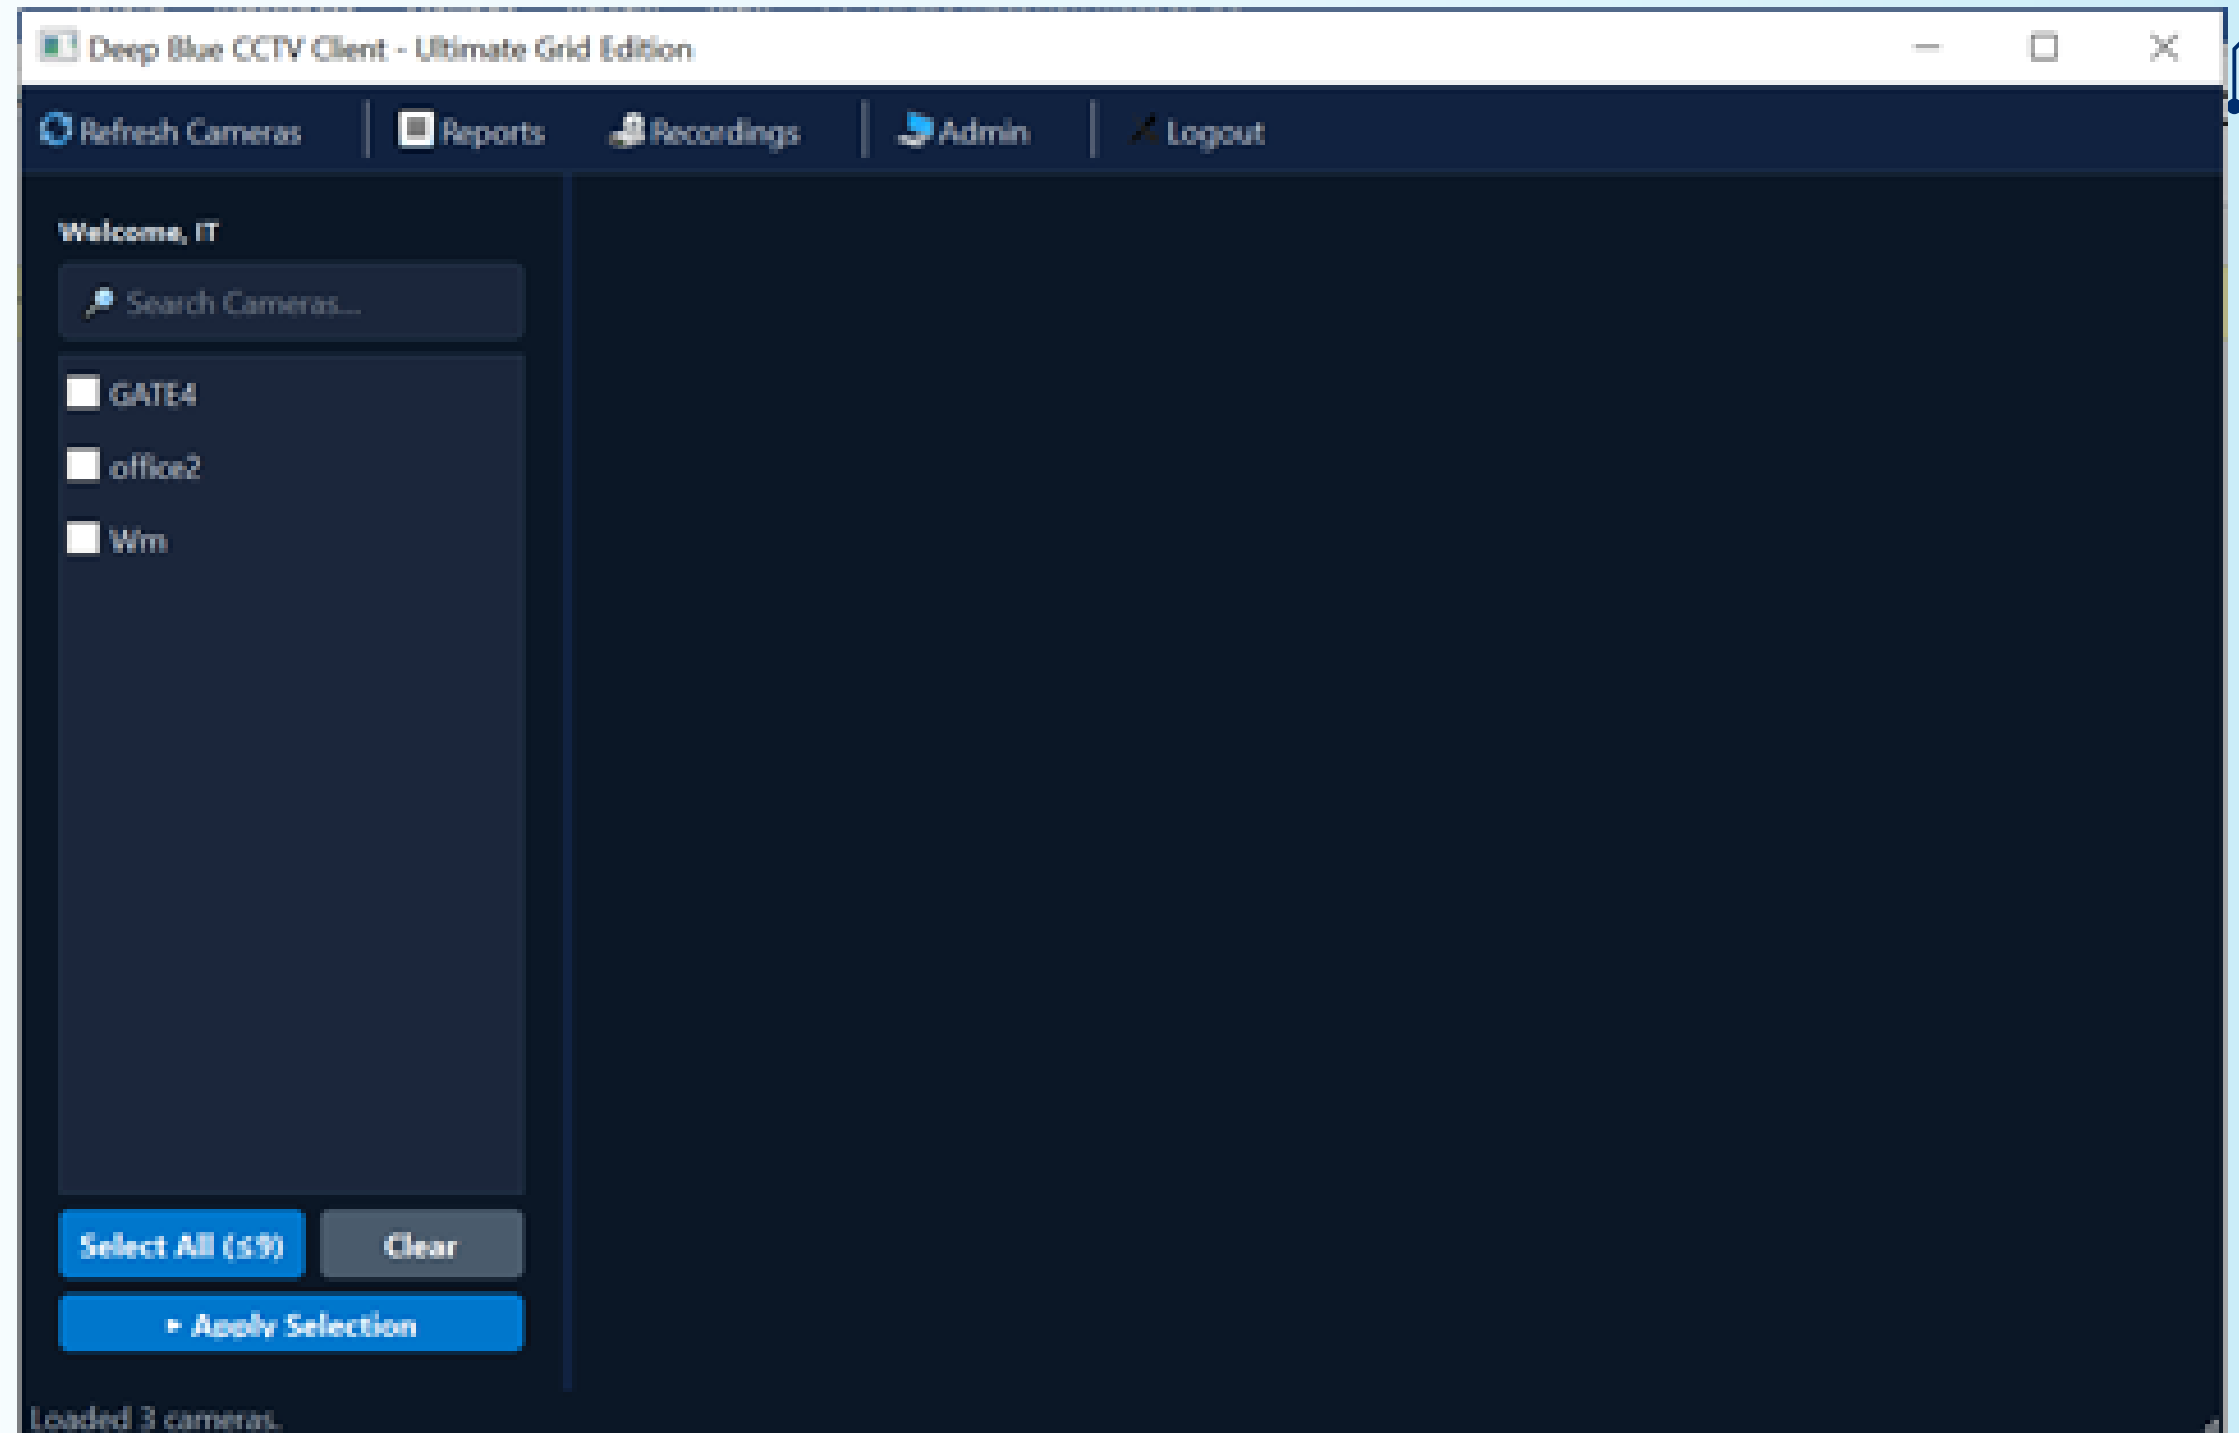 Deep Blue CCTV Client - Ultimate Grid Edition
Refresh Cameras Reports Recordings Admin Logout
Welcome, IT
Search Cameras...
GATE4
office2
Wm
Select All (≤9) Clear
Apply Selection
Loaded 3 cameras.